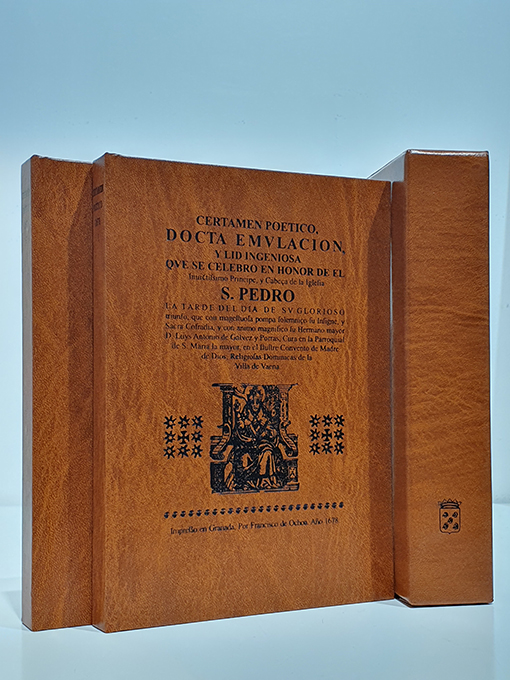 CERTAMEN POETICO,
DOCTA EMVLACION,
Y LID INGENIOSA
QVE SE CELEBRO EN HONOR DE EL
Inuictissimo Principe, y Cabeça de la Iglesia
S. PEDRO
LA TARDE DEL DIA DE SV GLORIOSO
triunfo, que con magestuosa pompa solemnizo su Insigne, y
Sacra Cofradia, y con animo magnifico su Hermano mayor
D. Luys Antonio de Galvez y Porras, Cura en la Parroquial
de S. Maria la mayor, en el Ilustre Convento de Madre
de Dios, Religiosas Dominicas de la
Villa de Vaena
Impresso en Granada, Por Francisco de Ochoa, Año 1678.